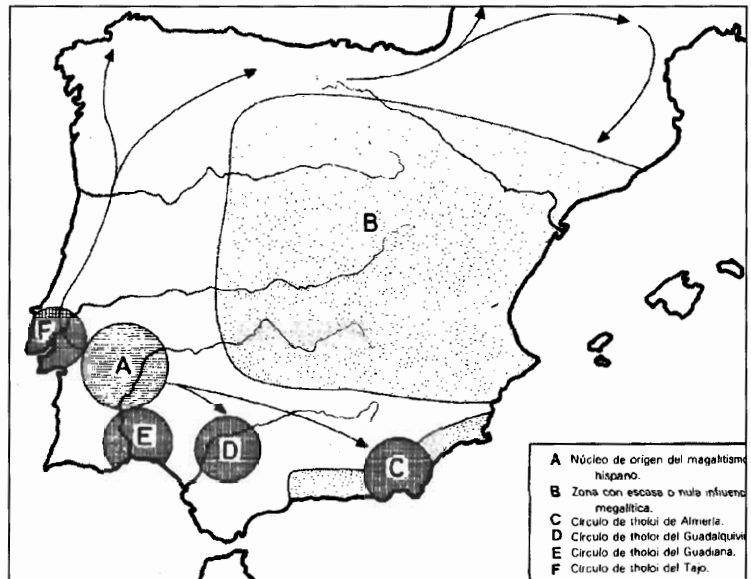 B
F
A
E
D
C
A Núcleo de origen del magalitismo
hispano.
B Zona con escasa o nula influenc
megalítica.
C Círculo de tholoi de Almería.
D Círculo de tholoi del Guadalquivi
E Círculo de tholoi del Guadiana.
F Círculo de tholoi del Tajo.